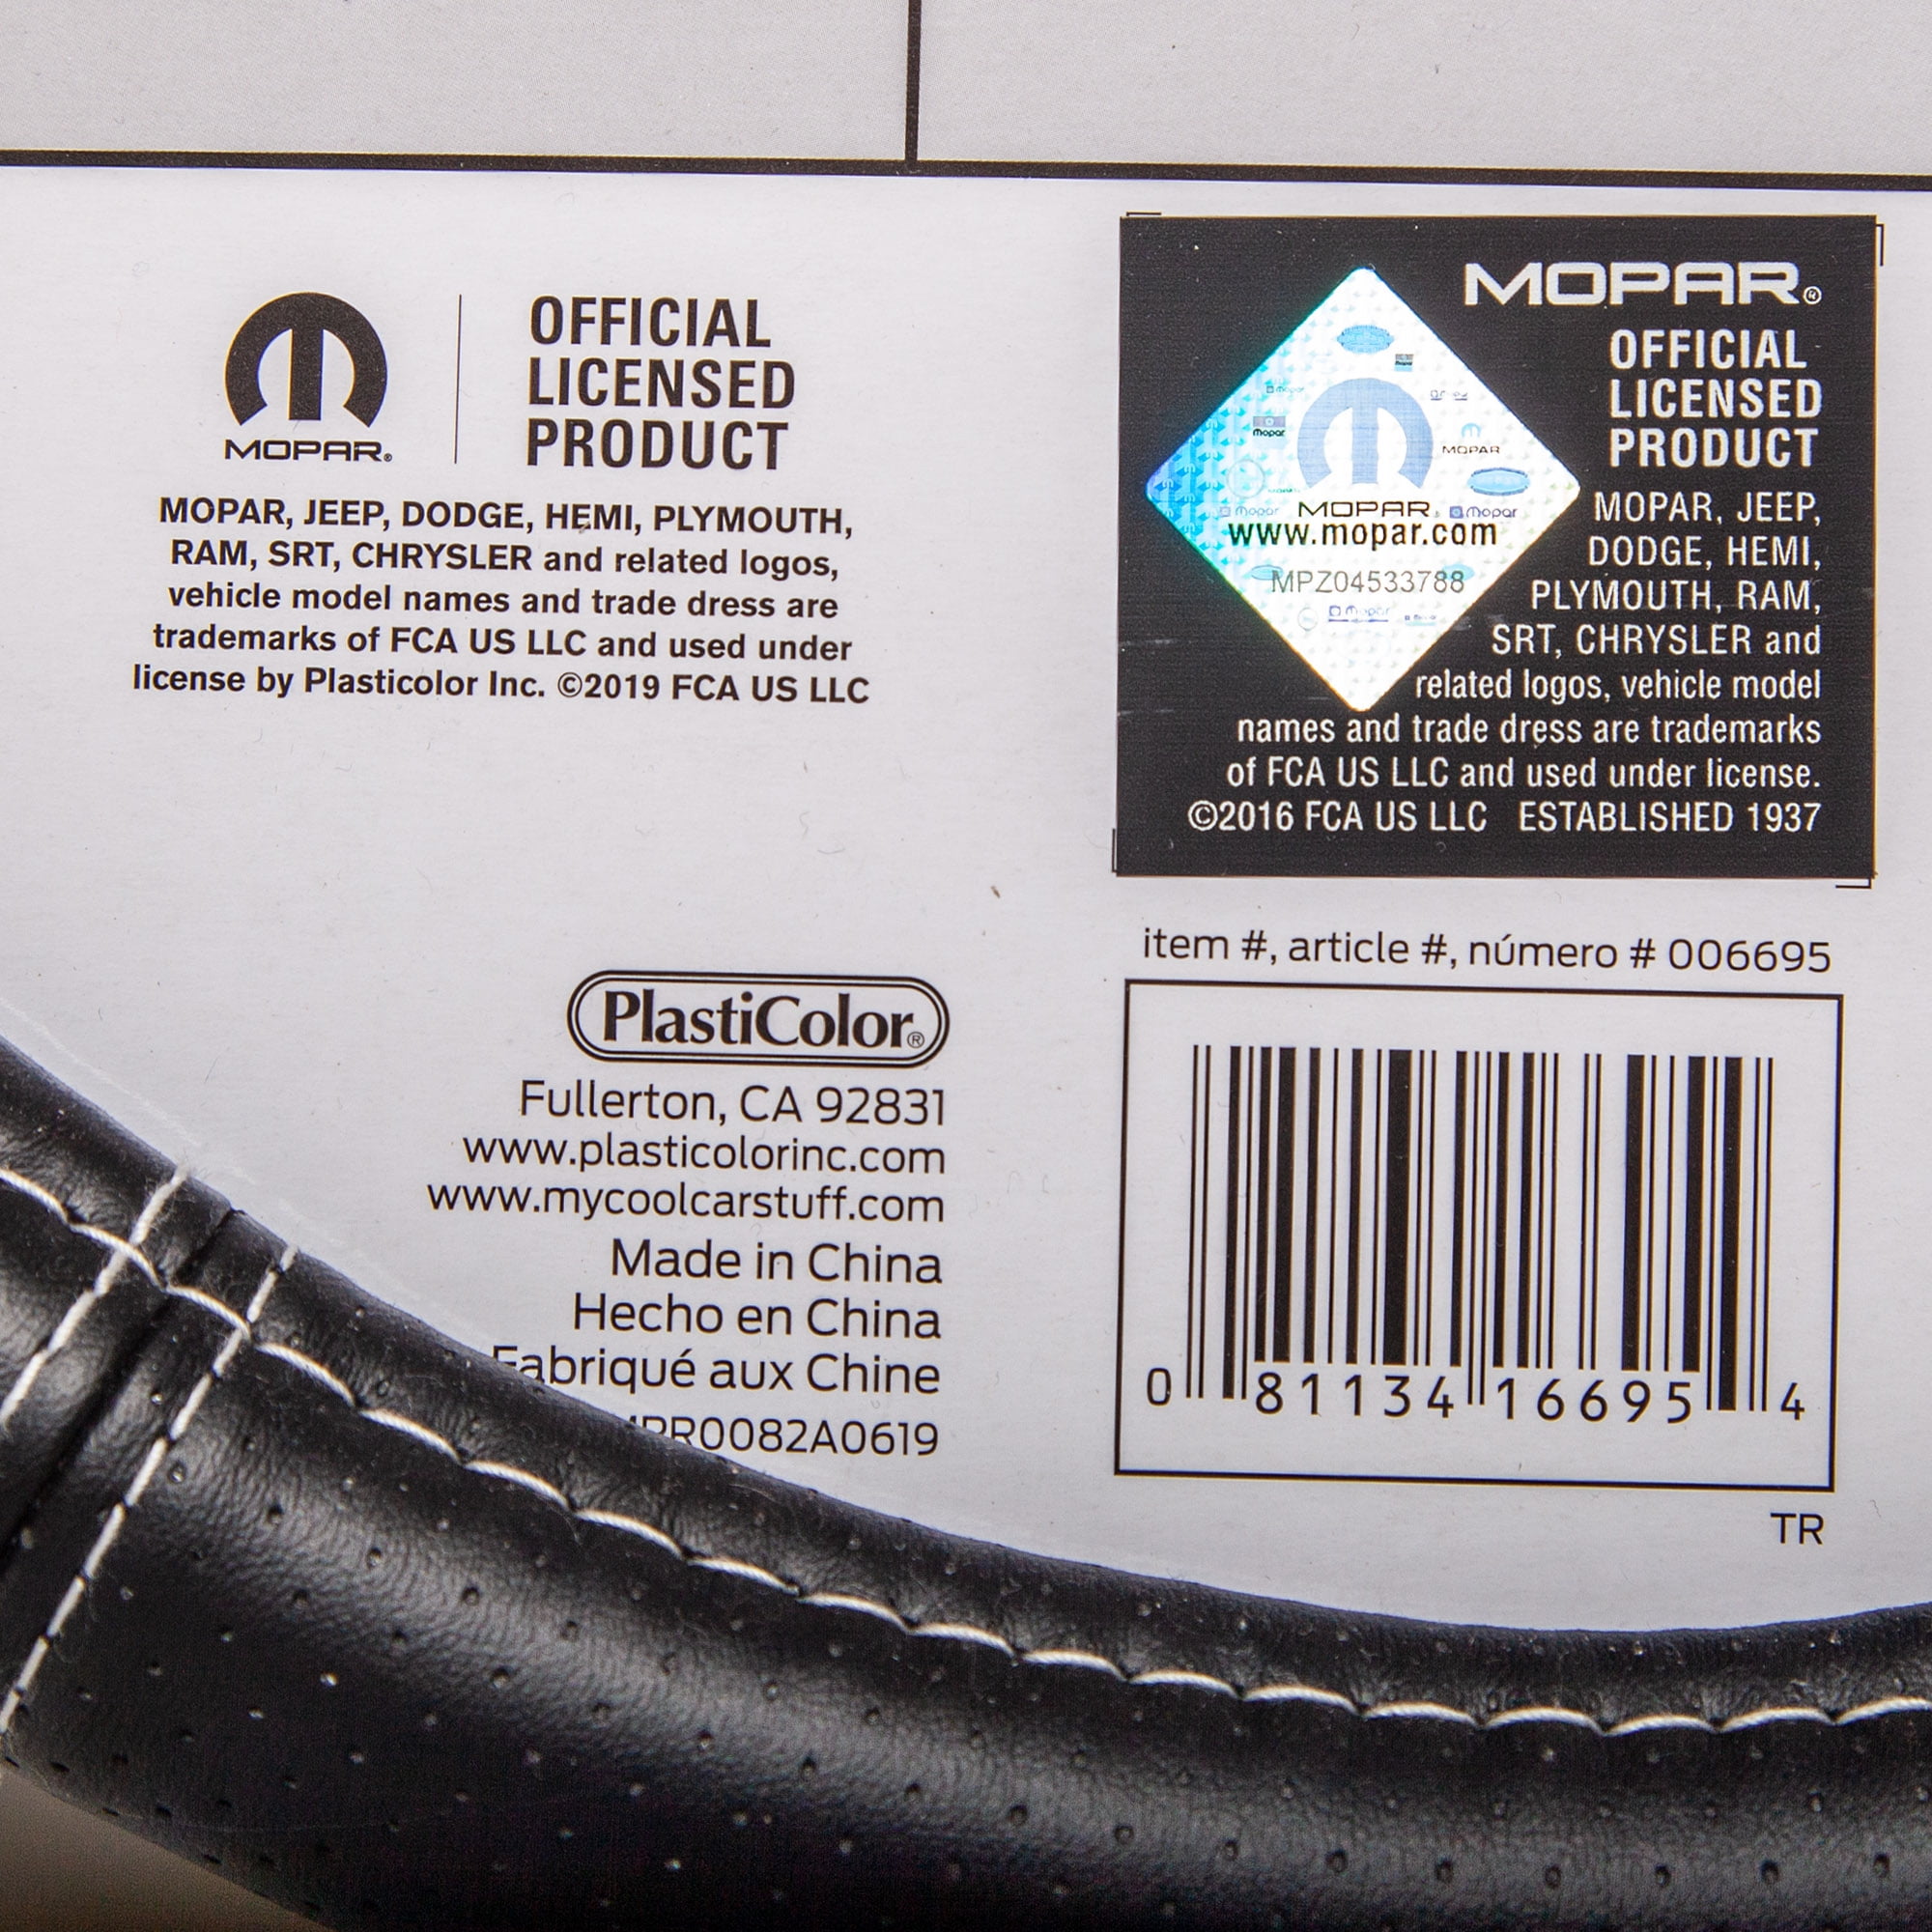 MOPAR®
OFFICIAL
LICENSED
PRODUCT
MOPAR, JEEP, DODGE, HEMI, PLYMOUTH,
RAM, SRT, CHRYSLER and related logos,
vehicle model names and trade dress are
trademarks of FCA US LLC and used under
license by Plasticolor Inc. ©2019 FCA US LLC
MOPAR®
OFFICIAL
LICENSED
PRODUCT
MOPAR, JEEP,
DODGE, HEMI,
PLYMOUTH, RAM,
SRT, CHRYSLER and
related logos, vehicle model
names and trade dress are trademarks
of FCA US LLC and used under license.
©2016 FCA US LLC ESTABLISHED 1937
mopar
MOPAR
mopar
MOPAR
mopar
www.mopar.com
MPZ04533788
PlastiColor®
Fullerton, CA 92831
www.plasticolorinc.com
www.mycoolcarstuff.com
Made in China
Hecho en China
Fabriqué aux Chine
PR0082A0619
item #, article #, número # 006695
0 81134 16695 4
TR